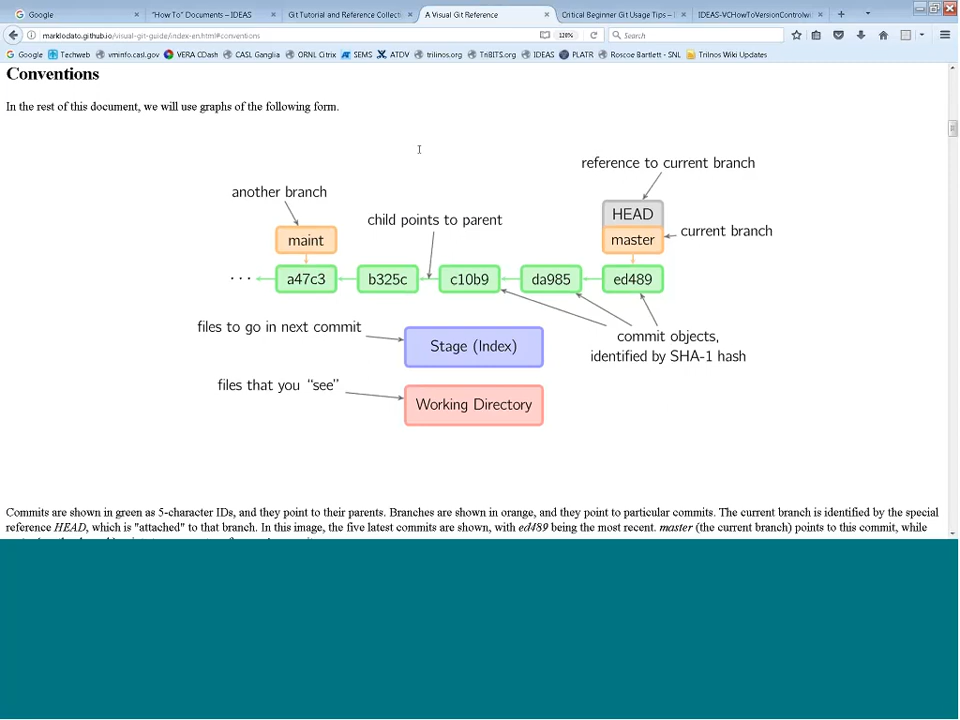 Google
"How To" Documents – IDEAS
Git Tutorial and Reference Collect
A Visual Git Reference
Critical Beginner Git Usage Tips –
IDEAS-VCHowToVersionControlwi
marklodato.github.io/visual-git-guide/index-en.html#conventions
120%
Search
Google Techweb vminfo.casl.gov VERA CDash CASL Ganglia ORNL Citrix SEMS ATDV trilinos.org TriBITS.org IDEAS PLATR Roscoe Bartlett - SNL Trilnos Wiki Updates
Conventions
In the rest of this document, we will use graphs of the following form.
reference to current branch
another branch
child points to parent
HEAD
maint
master
current branch
···
a47c3
b325c
c10b9
da985
ed489
files to go in next commit
Stage (Index)
commit objects,
identified by SHA-1 hash
files that you "see"
Working Directory
Commits are shown in green as 5-character IDs, and they point to their parents. Branches are shown in orange, and they point to particular commits. The current branch is identified by the special
reference HEAD, which is "attached" to that branch. In this image, the five latest commits are shown, with ed489 being the most recent. master (the current branch) points to this commit, while